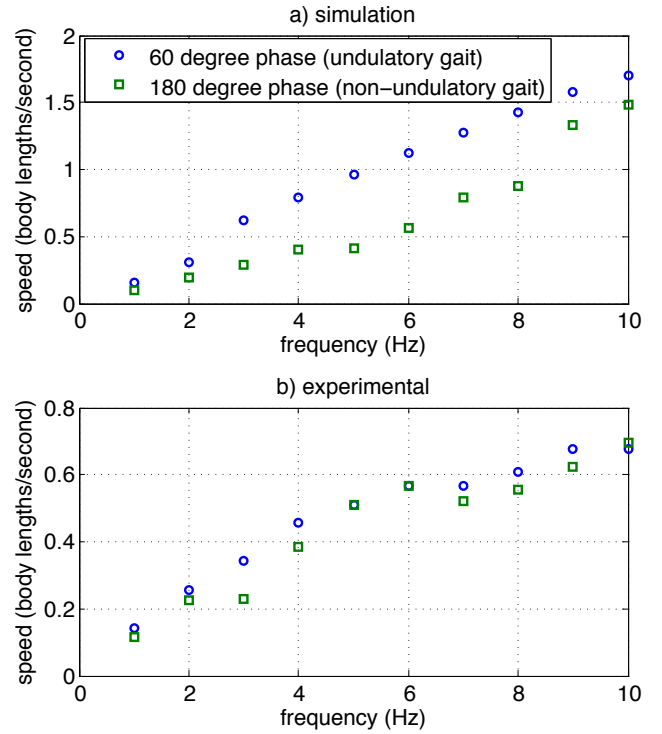 a) simulation
2
1.5
1
0.5
0
speed (body lengths/second)
60 degree phase (undulatory gait)
180 degree phase (non-undulatory gait)
0 2 4 6 8 10
frequency (Hz)
b) experimental
0.8
0.6
0.4
0.2
0
speed (body lengths/second)
0 2 4 6 8 10
frequency (Hz)